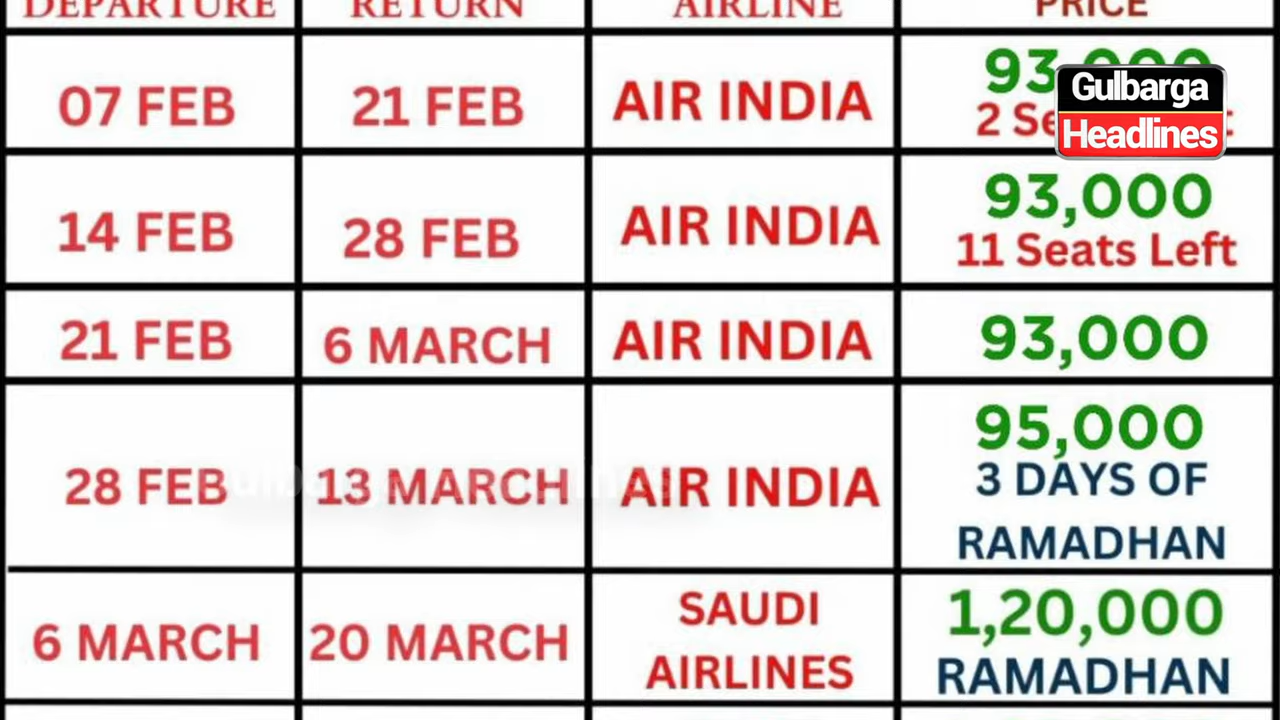 DEPARTURE RETURN AIRLINE PRICE
07 FEB 21 FEB AIR INDIA
2
Gulbarga
Headlines
14 FEB 28 FEB AIR INDIA 93,000
11 Seats Left
21 FEB 6 MARCH AIR INDIA 93,000
28 FEB 13 MARCH AIR INDIA 95,000
3 DAYS OF
RAMADHAN
6 MARCH 20 MARCH SAUDI
AIRLINES
1,20,000
RAMADHAN